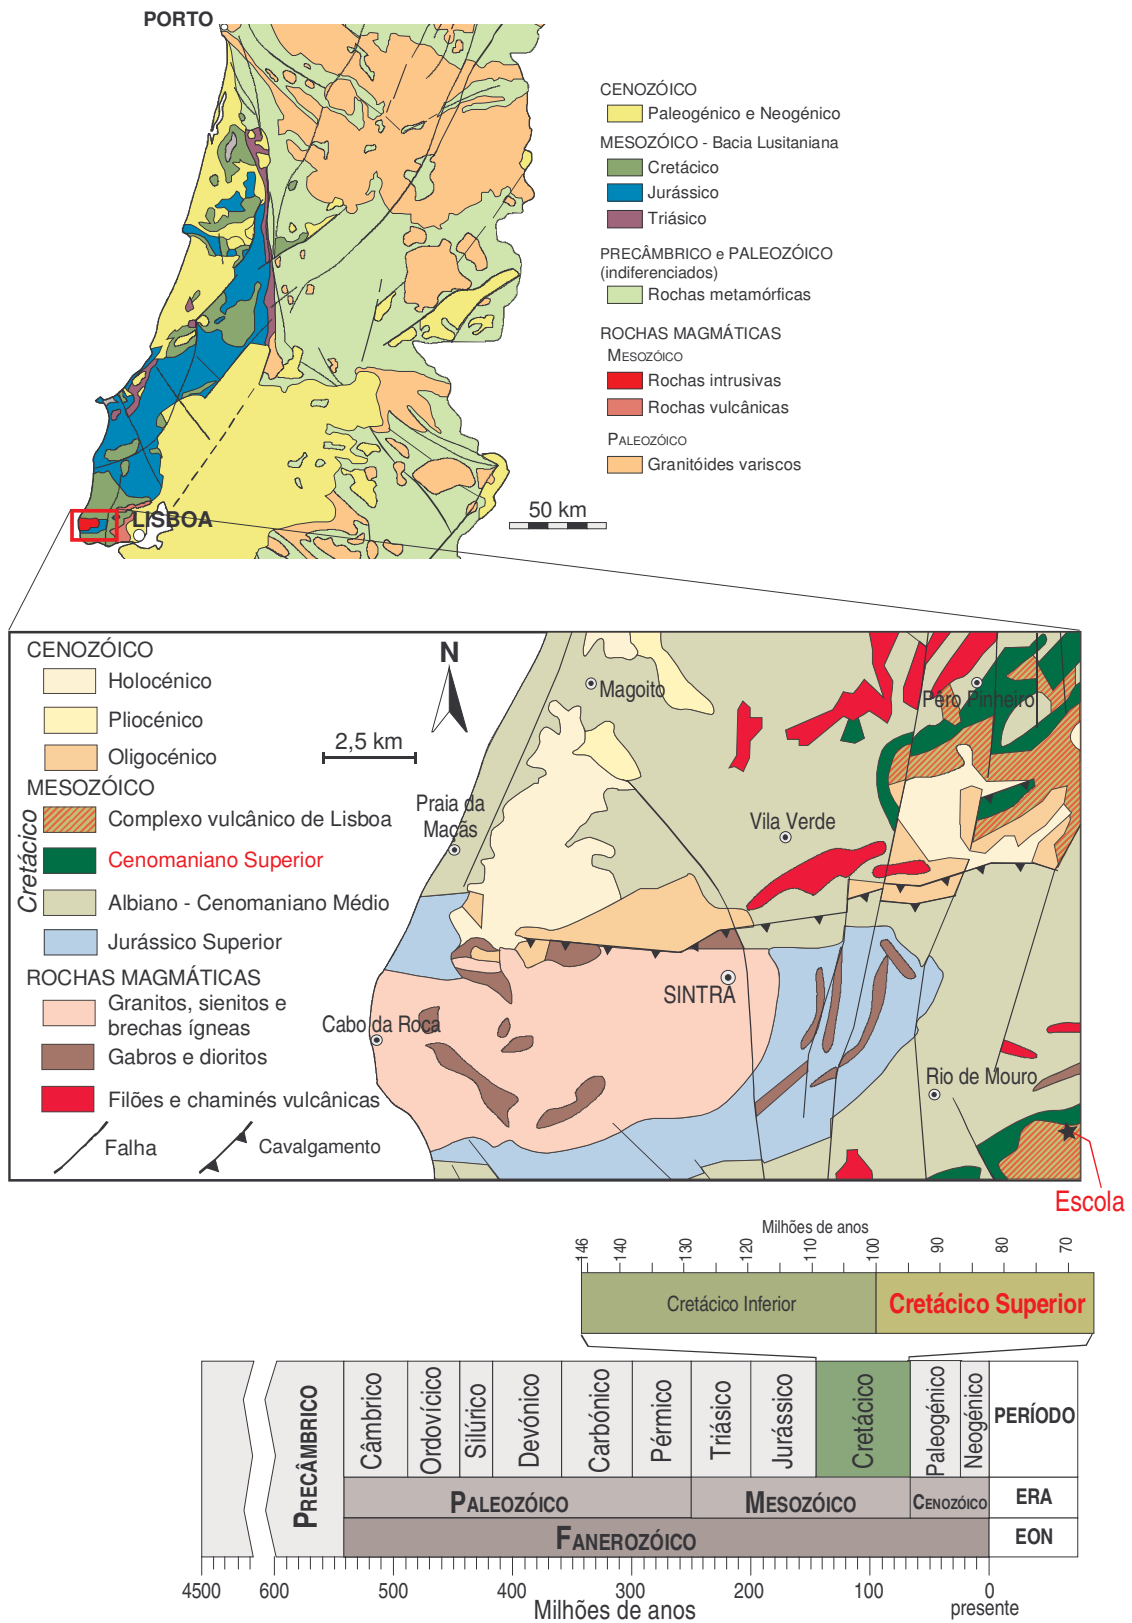 PORTO
CENOZÓICO
Paleogénico e Neogénico
MESOZÓICO - Bacia Lusitaniana
Cretácico
Jurássico
Triásico
PRECÂMBRICO e PALEOZÓICO
(indiferenciados)
Rochas metamórficas
ROCHAS MAGMÁTICAS
MESOZÓICO
Rochas intrusivas
Rochas vulcânicas
PALEOZÓICO
Granitóides variscos
50 km
LISBOA
CENOZÓICO
Holocénico
Pliocénico
Oligocénico
MESOZÓICO
Cretácico
Complexo vulcânico de Lisboa
Cenomaniano Superior
Albiano - Cenomaniano Médio
Jurássico Superior
ROCHAS MAGMÁTICAS
Granitos, sienitos e
brechas ígneas
Gabros e dioritos
Filões e chaminés vulcânicas
Falha
Cavalgamento
N
2,5 km
Magoito
Pêro Pinheiro
Praia da
Maçãs
Vila Verde
SINTRA
Cabo da Roca
Rio de Mouro
Escola
Milhões de anos
146 140 130 120 110 100 90 80 70
Cretácico Inferior
Cretácico Superior
PRECÂMBRICO
Câmbrico
Ordovícico
Silúrico
Devónico
Carbónico
Pérmico
Triásico
Jurássico
Cretácico
Paleogénico
Neogénico
PERÍODO
PALEOZÓICO
MESOZÓICO
CENOZÓICO
ERA
FANEROZÓICO
EON
4500 600 500 400 300 200 100 0
presente
Milhões de anos